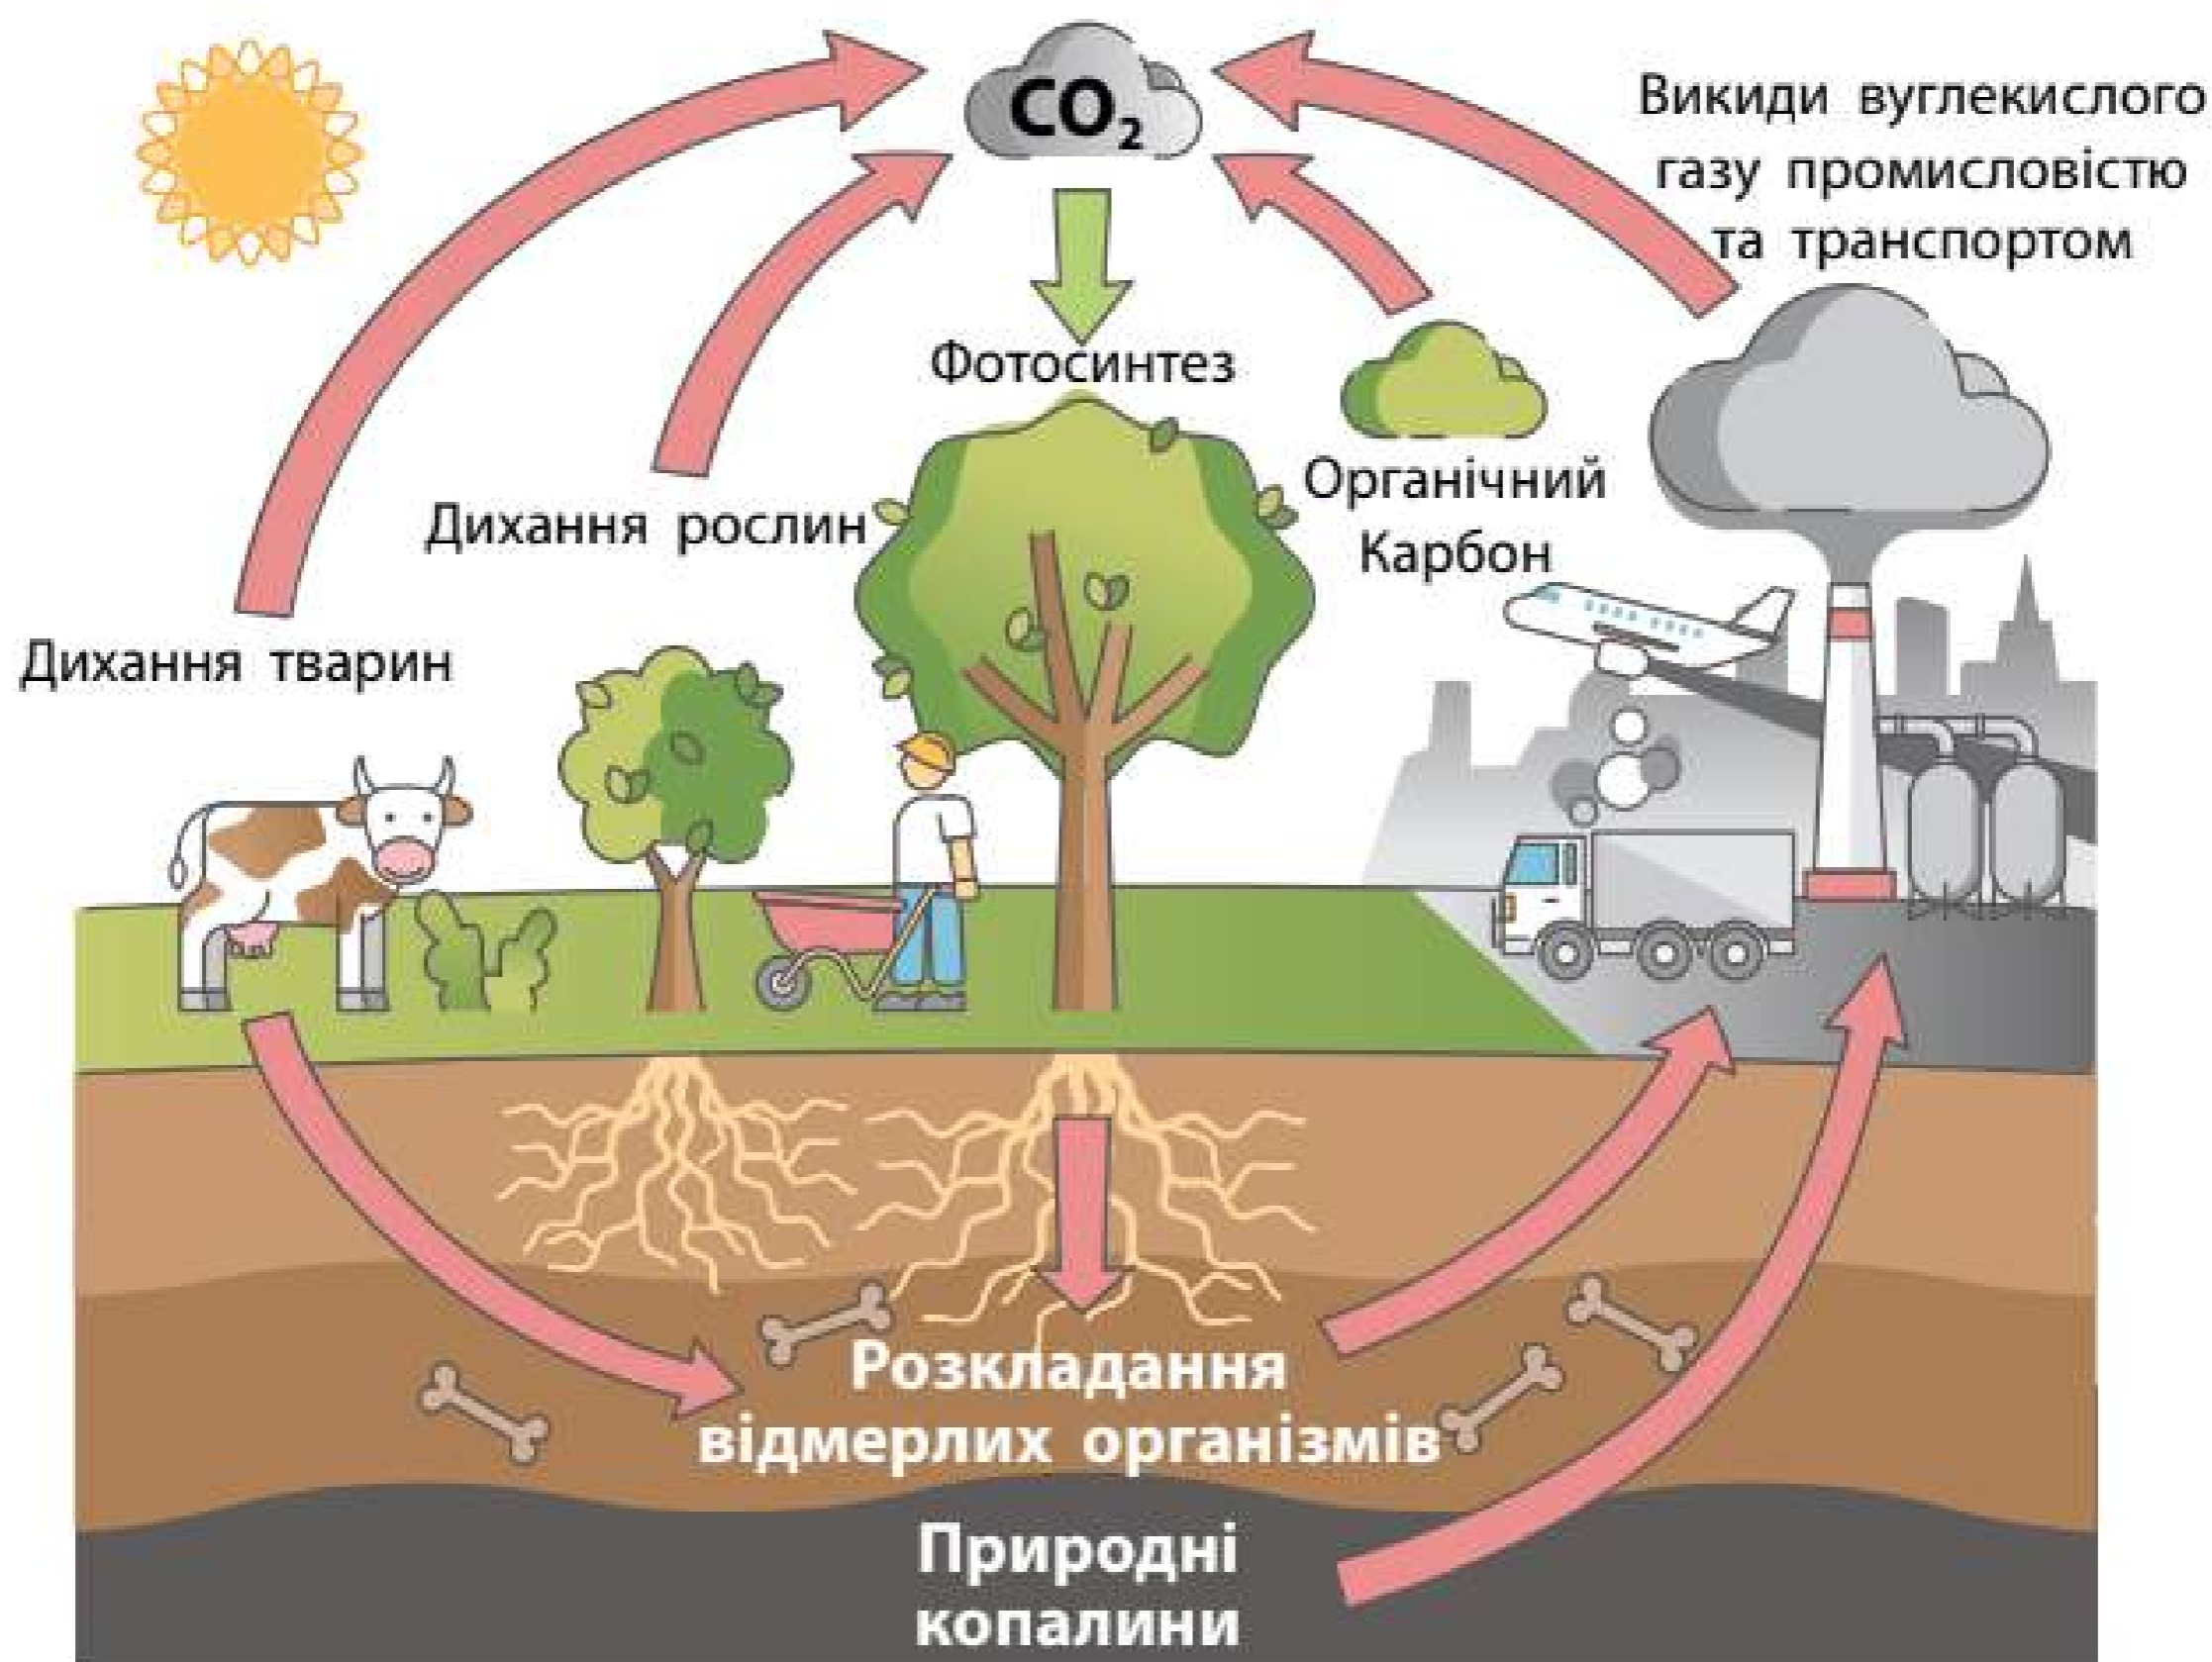 CO₂
Викиди вуглекислого
газу промисловістю
та транспортом
Фотосинтез
Органічний
Карбон
Дихання рослин
Дихання тварин
Розкладання
відмерлих організмів
Природні
копалини